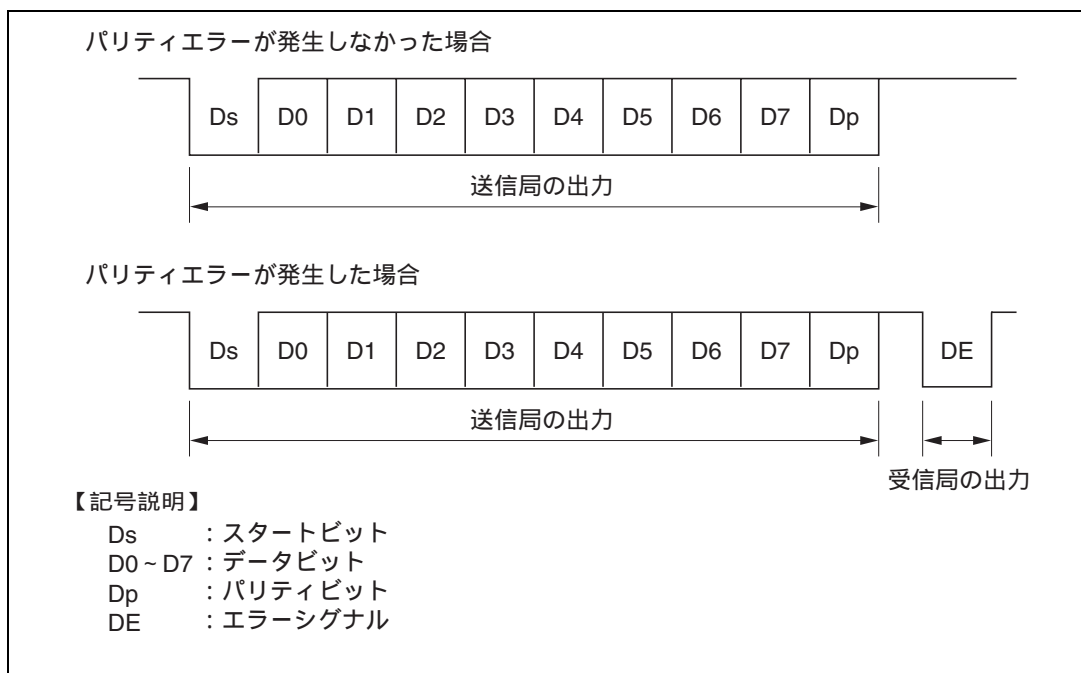 パリティエラーが発生しなかった場合
Ds D0 D1 D2 D3 D4 D5 D6 D7 Dp
送信局の出力
パリティエラーが発生した場合
Ds D0 D1 D2 D3 D4 D5 D6 D7 Dp DE
送信局の出力
受信局の出力
【記号説明】
Ds ：スタートビット
D0～D7：データビット
Dp ：パリティビット
DE ：エラーシグナル